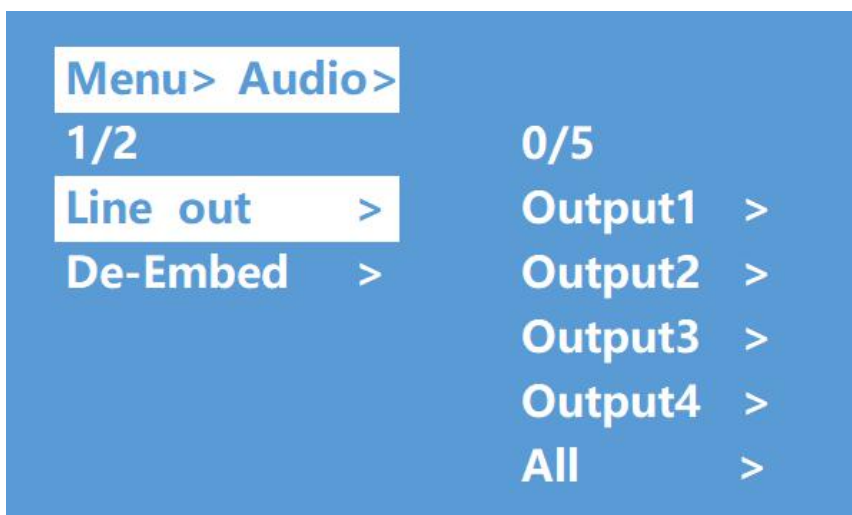 Menu> Audio>
1/2
Line out >
De-Embed >
0/5
Output1 >
Output2 >
Output3 >
Output4 >
All >